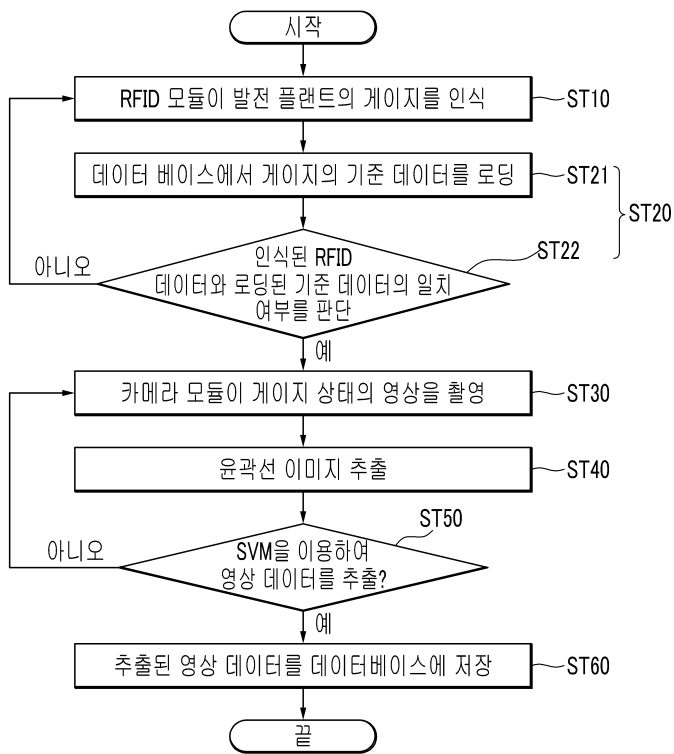 시작
RFID 모듈이 발전 플랜트의 게이지를 인식
ST10
데이터 베이스에서 게이지의 기준 데이터를 로딩
ST21
ST20
인식된 RFID
데이터와 로딩된 기준 데이터의 일치
여부를 판단
ST22
아니오
예
카메라 모듈이 게이지 상태의 영상을 촬영
ST30
윤곽선 이미지 추출
ST40
SVM을 이용하여
영상 데이터를 추출?
ST50
아니오
예
추출된 영상 데이터를 데이터베이스에 저장
ST60
끝